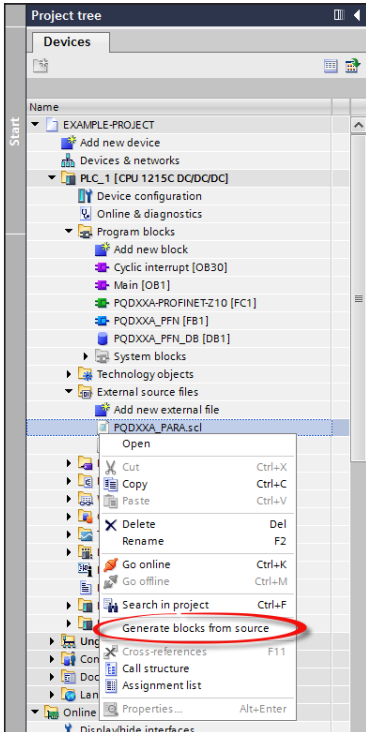 Project tree
Devices
Start
Name
EXAMPLE-PROJECT
Add new device
Devices & networks
PLC_1 [CPU 1215C DC/DC/DC]
Device configuration
Online & diagnostics
Program blocks
Add new block
Cyclic interrupt [OB30]
Main [OB1]
PQDXXA-PROFINET-Z10 [FC1]
PQDXXA_PFN [FB1]
PQDXXA_PFN_DB [DB1]
System blocks
Technology objects
External source files
Add new external file
PQDXXA_PARA.scl
Open
Cut Ctrl+X
Copy Ctrl+C
Paste Ctrl+V
Delete Del
Rename F2
Go online Ctrl+K
Go offline Ctrl+M
Search in project Ctrl+F
Generate blocks from source
Ung
Cross-references F11
Com
Call structure
Doc
Assignment list
Lan
Properties... Alt+Enter
Online
Display/hide interfaces